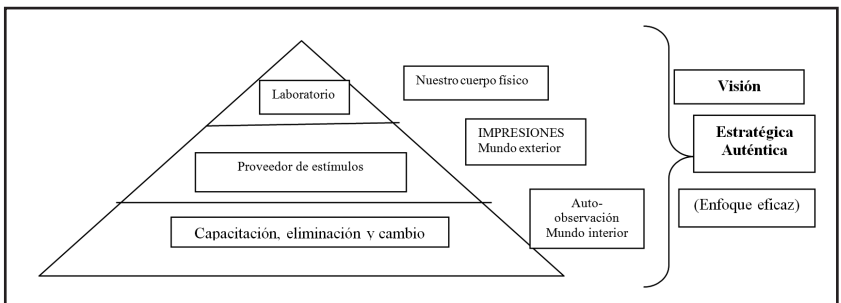 Laboratorio
Nuestro cuerpo físico
Visión
IMPRESIONES
Mundo exterior
Estratégica
Auténtica
Proveedor de estímulos
Auto-
observación
Mundo interior
(Enfoque eficaz)
Capacitación, eliminación y cambio